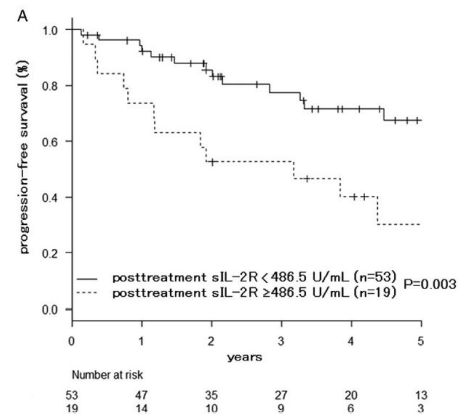 A
progression-free survaval (%)
1.0
0.8
0.6
0.4
0.2
0.0
posttreatment sIL-2R < 486.5 U/mL (n=53)
posttreatment sIL-2R ≥486.5 U/mL (n=19)
P=0.003
0 1 2 3 4 5
years
Number at risk
53 47 35 27 20 13
19 14 10 9 6 3